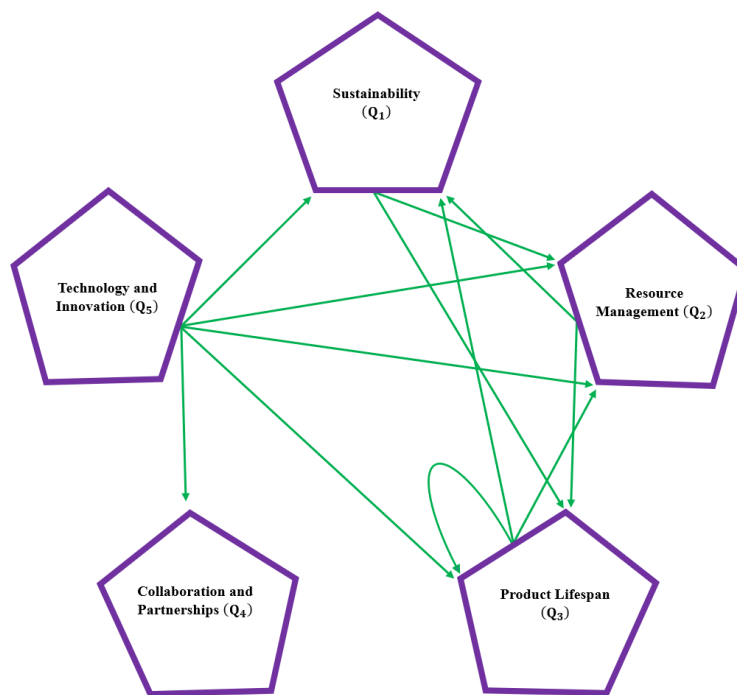 Sustainability
(Q₁)
Technology and
Innovation (Q₅)
Resource
Management (Q₂)
Collaboration and
Partnerships (Q₄)
Product Lifespan
(Q₃)